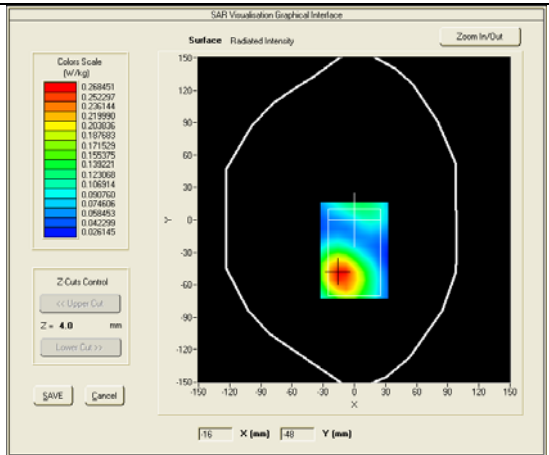 SAR Visualisation Graphical Interface
Surface Radiated Intensity
Zoom In/Out
Colors Scale
(W/kg)
0.268451
0.252297
0.236144
0.219990
0.203836
0.187683
0.171529
0.155375
0.139221
0.123068
0.106914
0.090760
0.074606
0.058453
0.042299
0.026145
Z Cuts Control
<< Upper Cut
Z = 4.0 mm
Lower Cut >>
SAVE Cancel
Y
150-
120-
90-
60-
30-
0-
-30-
-60-
-90-
-120-
-150-
-150 -120 -90 -60 -30 0 30 60 90 120 150
X
-16 X (mm) -48 Y (mm)